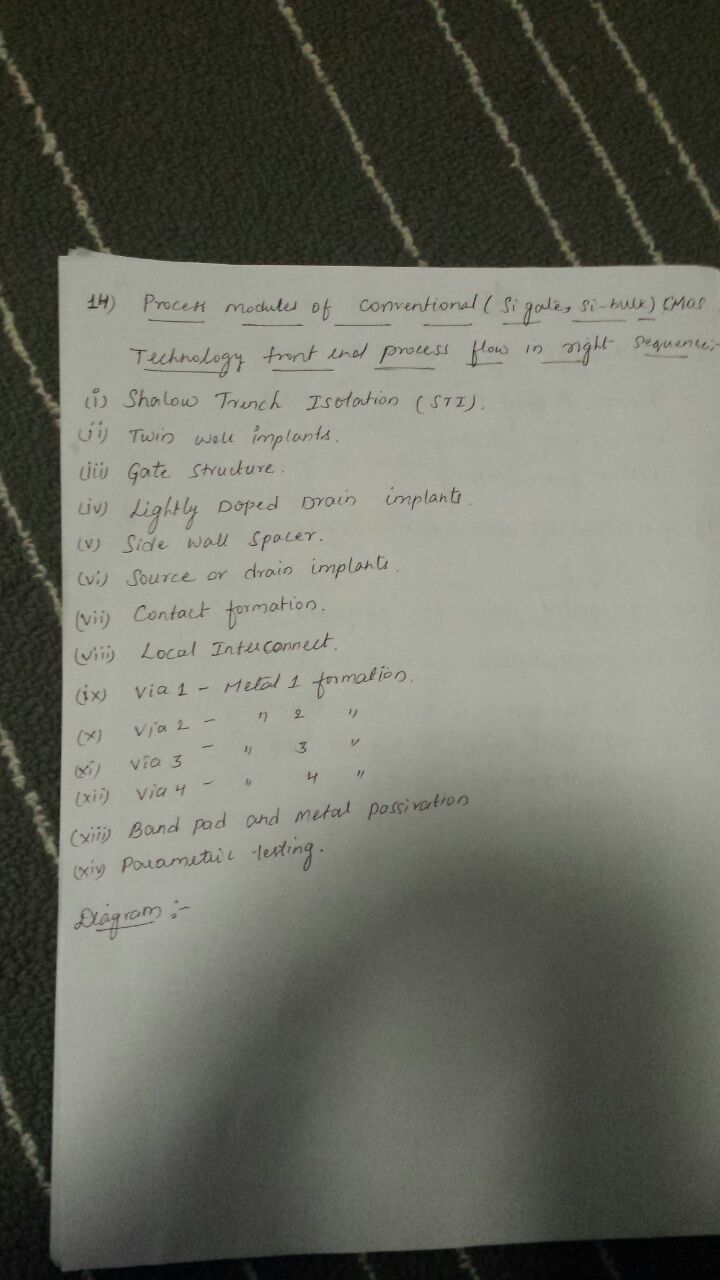 14) Process modules of conventional ( Si gate, Si-bulk) CMOS
Technology front end process flow in right sequence:-
(i) Shalow Trench Isolation (STI).
(ii) Twin well implants.
(iii) Gate structure.
(iv) Lightly Doped Drain implants.
(v) Side wall spacer.
(vi) Source or drain implants.
(vii) Contact formation.
(viii) Local Interconnect.
(ix) Via 1 - Metal 1 formation.
(x) Via 2 - " 2 "
(xi) Via 3 - " 3 "
(xii) Via 4 - " 4 "
(xiii) Band pad and metal passivation
(xiv) Parametric testing.
Diagram :-